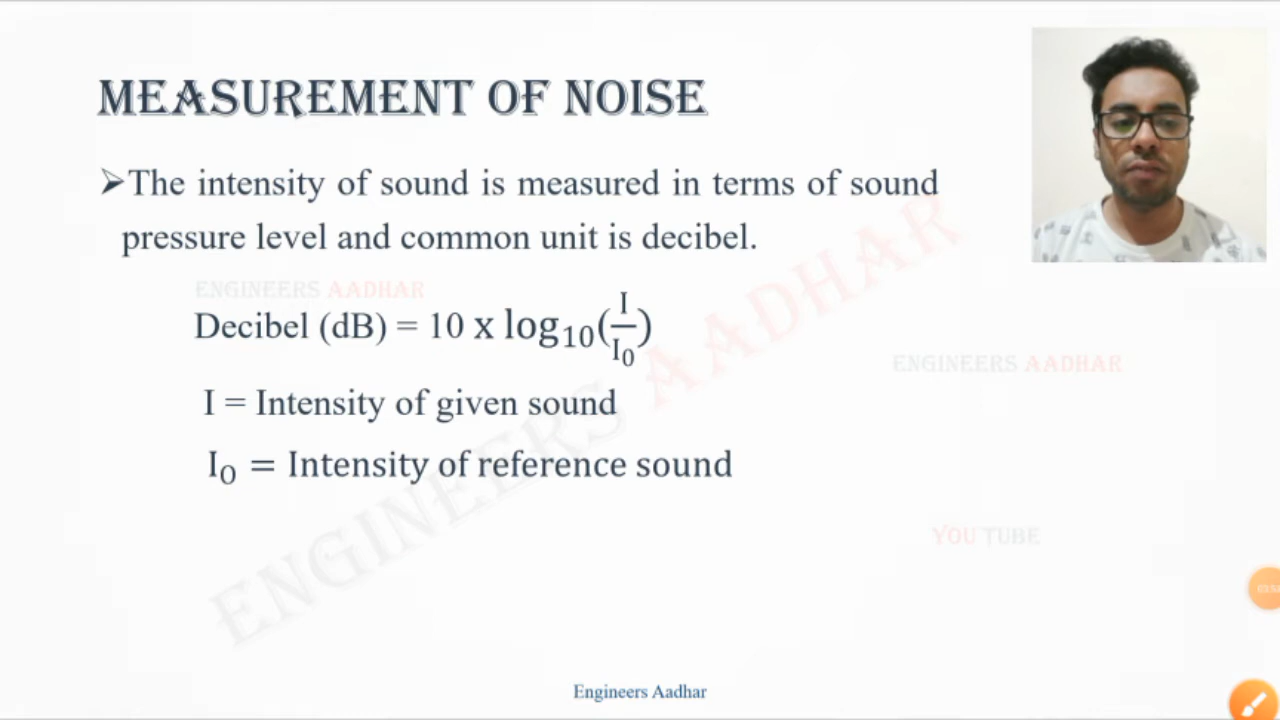 MEASUREMENT OF NOISE
➤The intensity of sound is measured in terms of sound
pressure level and common unit is decibel.
ENGINEERS AADHAR
Decibel (dB) = 10 x log₁₀(I/I₀)
ENGINEERS AADHAR
I = Intensity of given sound
I₀ = Intensity of reference sound
ENGINEERS AADHAR
YOU TUBE
Engineers Aadhar